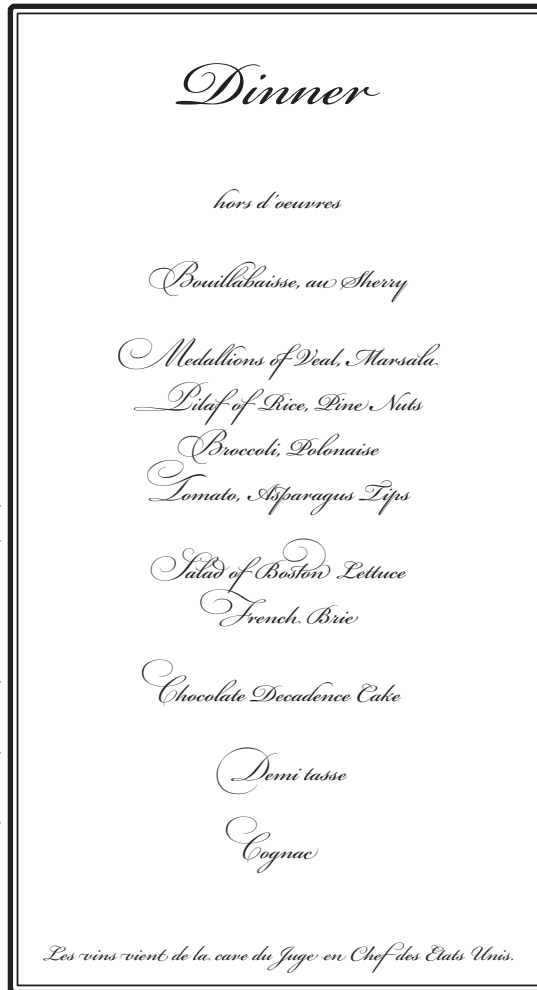 Dinner
hors d'oeuvres
Bouillabaisse, au Sherry
Medallions of Veal, Marsala
Pilaf of Rice, Pine Nuts
Broccoli, Polonaise
Tomato, Asparagus Tips
Salad of Boston Lettuce
French Brie
Chocolate Decadence Cake
Demi tasse
Cognac
Les vins vient de la cave du Juge en Chef des Etats Unis.